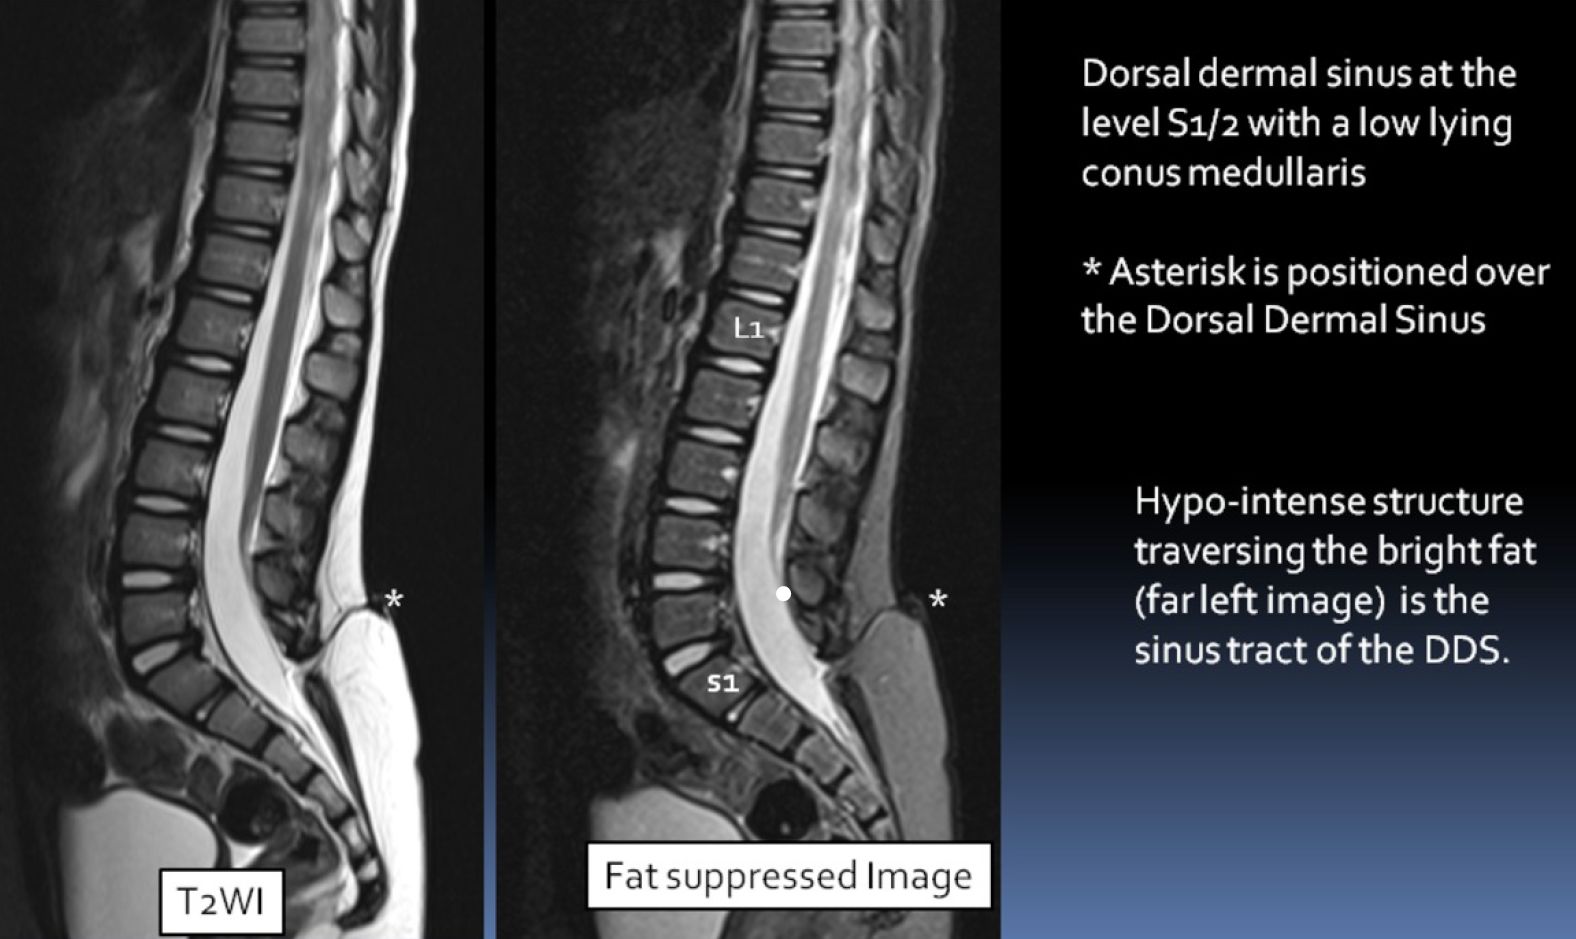 Dorsal dermal sinus at the
level S1/2 with a low lying
conus medullaris
* Asterisk is positioned over
the Dorsal Dermal Sinus
L1
*
*
Hypo-intense structure
traversing the bright fat
(far left image) is the
sinus tract of the DDS.
S1
T2WI
Fat suppressed Image